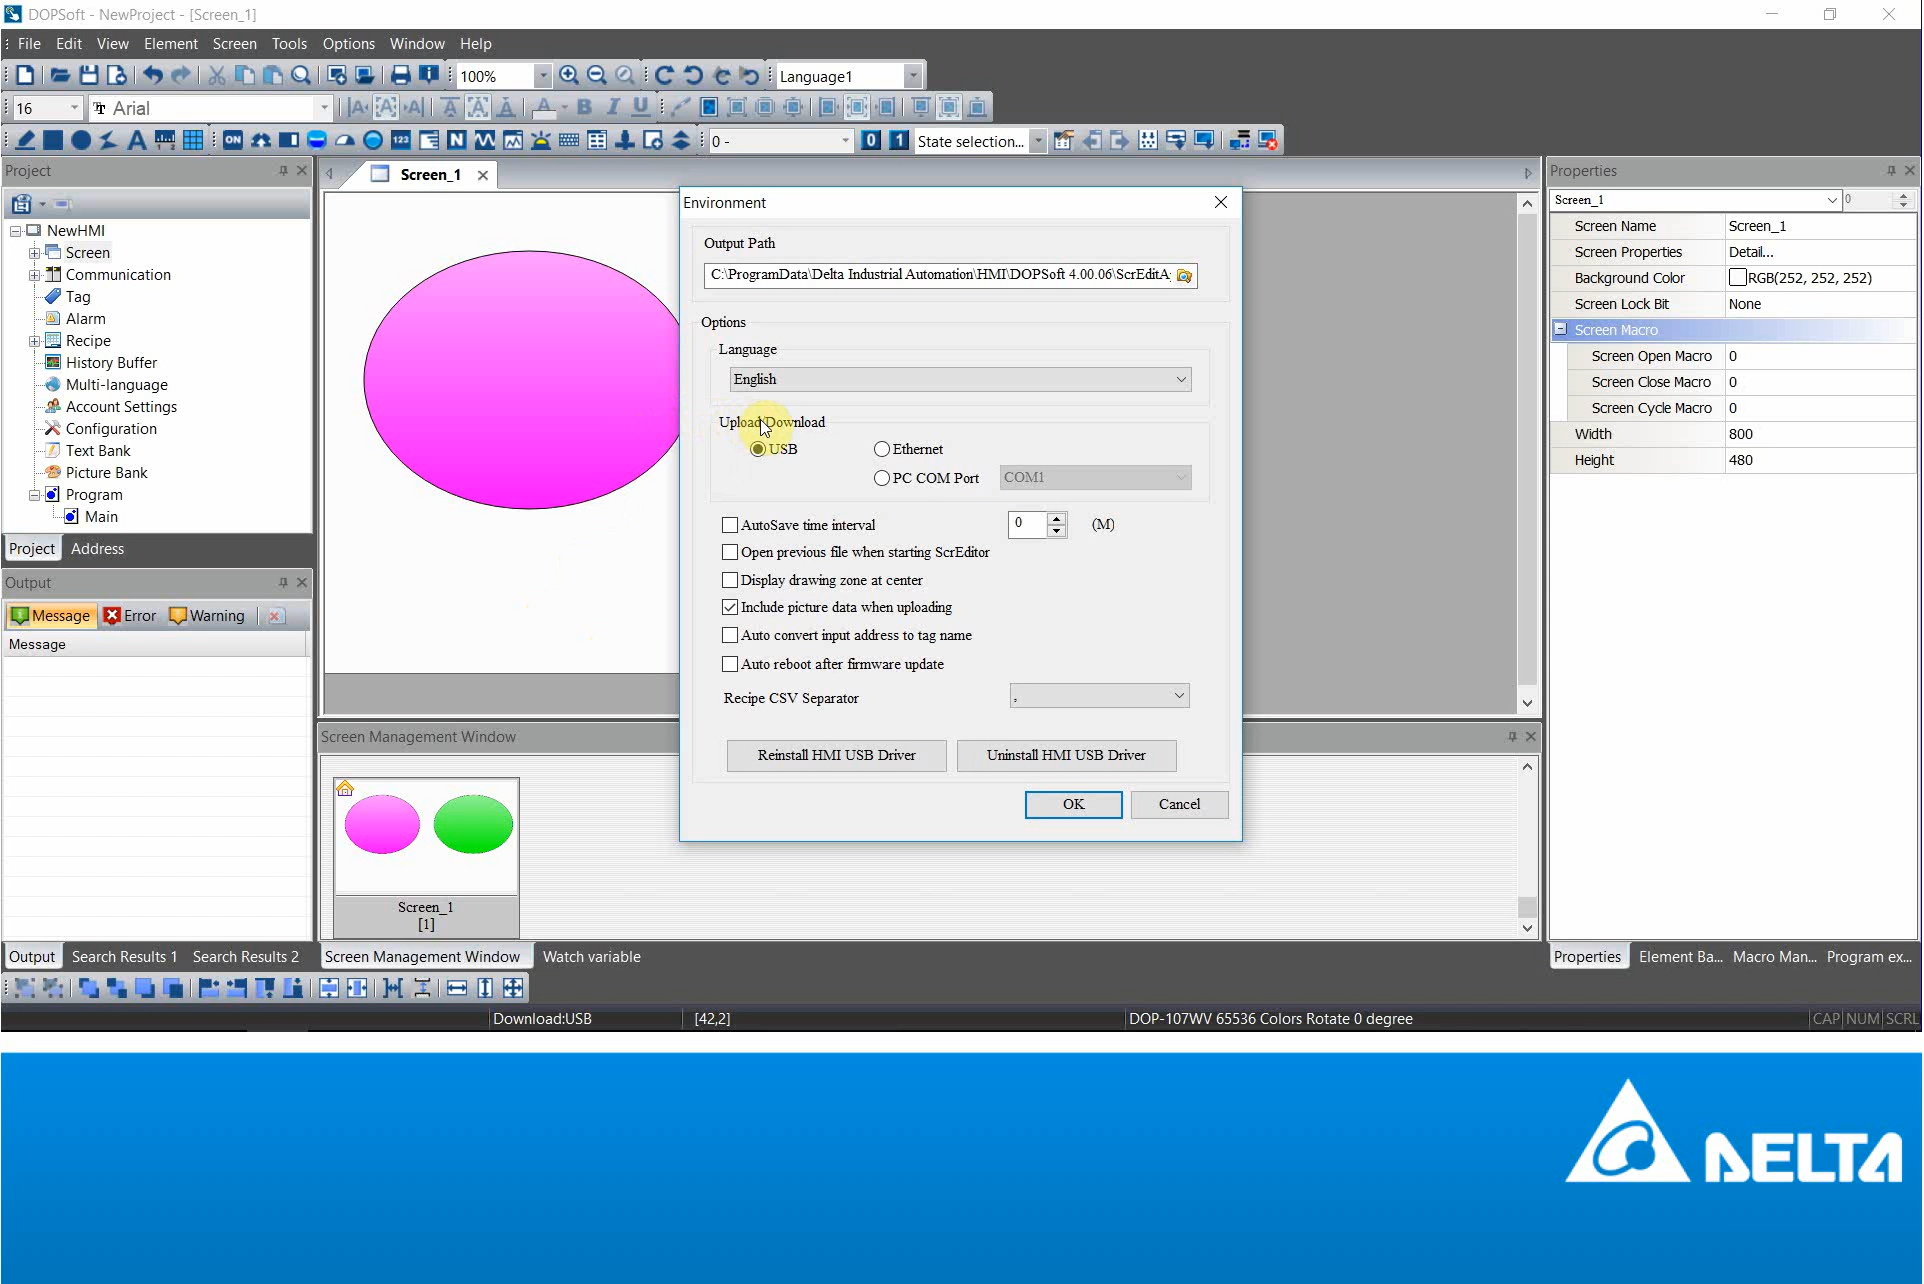 DOPSoft - NewProject - [Screen_1]
File Edit View Element Screen Tools Options Window Help
100% Language1
16 Tr Arial
ON 123 N 0 - 0 1 State selection...
Project
Screen_1
Properties
NewHMI
Screen
Communication
Tag
Alarm
Recipe
History Buffer
Multi-language
Account Settings
Configuration
Text Bank
Picture Bank
Program
Main
Project Address
Output
Message Error Warning
Message
Output Search Results 1 Search Results 2
Environment
Output Path
C:\ProgramData\Delta Industrial Automation\HMI\DOPSoft 4.00.06\ScrEditA
Options
Language
English
Upload/Download
USB Ethernet
PC COM Port COM1
AutoSave time interval 0 (M)
Open previous file when starting ScrEditor
Display drawing zone at center
Include picture data when uploading
Auto convert input address to tag name
Auto reboot after firmware update
Recipe CSV Separator ,
Reinstall HMI USB Driver Uninstall HMI USB Driver
OK Cancel
Screen Management Window
Screen_1
[1]
Screen Management Window Watch variable
Screen_1 0
Screen Name Screen_1
Screen Properties Detail...
Background Color RGB(252, 252, 252)
Screen Lock Bit None
Screen Macro
Screen Open Macro 0
Screen Close Macro 0
Screen Cycle Macro 0
Width 800
Height 480
Properties Element Ba... Macro Man... Program ex...
Download:USB [42,2] DOP-107WV 65536 Colors Rotate 0 degree CAP NUM SCRL
DELTA